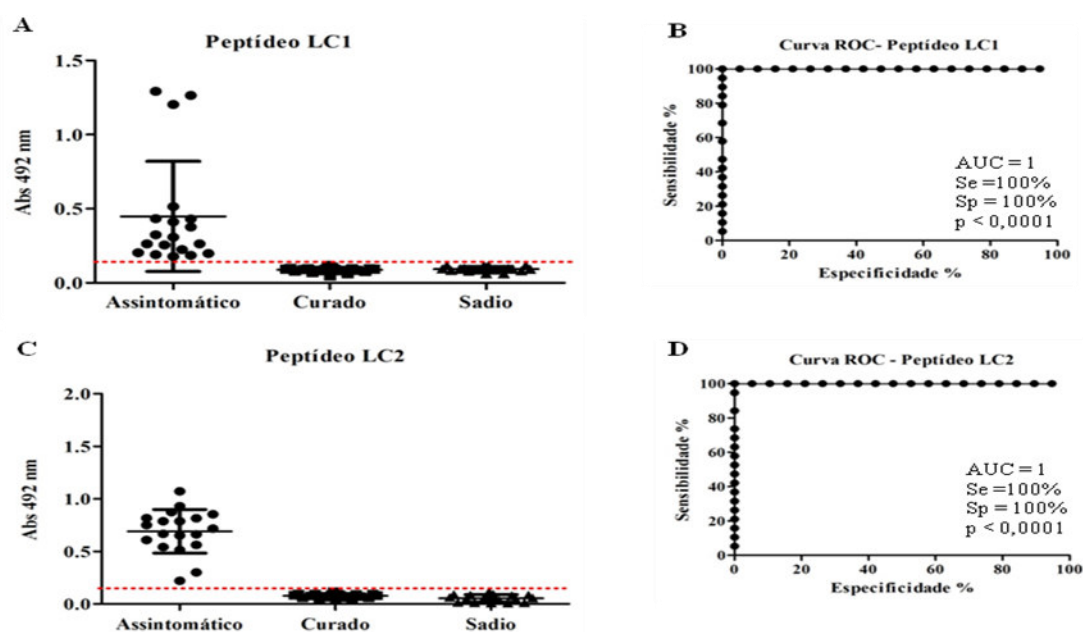 A
Peptídeo LC1
Abs 492 nm
1.5
1.0
0.5
0.0
Assintomático Curado Sadio
B
Curva ROC- Peptídeo LC1
Sensibilidade %
100
80
60
40
20
0
AUC = 1
Se =100%
Sp = 100%
p < 0,0001
0 20 40 60 80 100
Especificidade %
C
Peptídeo LC2
Abs 492 nm
2.0
1.5
1.0
0.5
0.0
Assintomático Curado Sadio
D
Curva ROC - Peptídeo LC2
Sensibilidade %
100
80
60
40
20
0
AUC = 1
Se =100%
Sp = 100%
p < 0,0001
0 20 40 60 80 100
Especificidade %